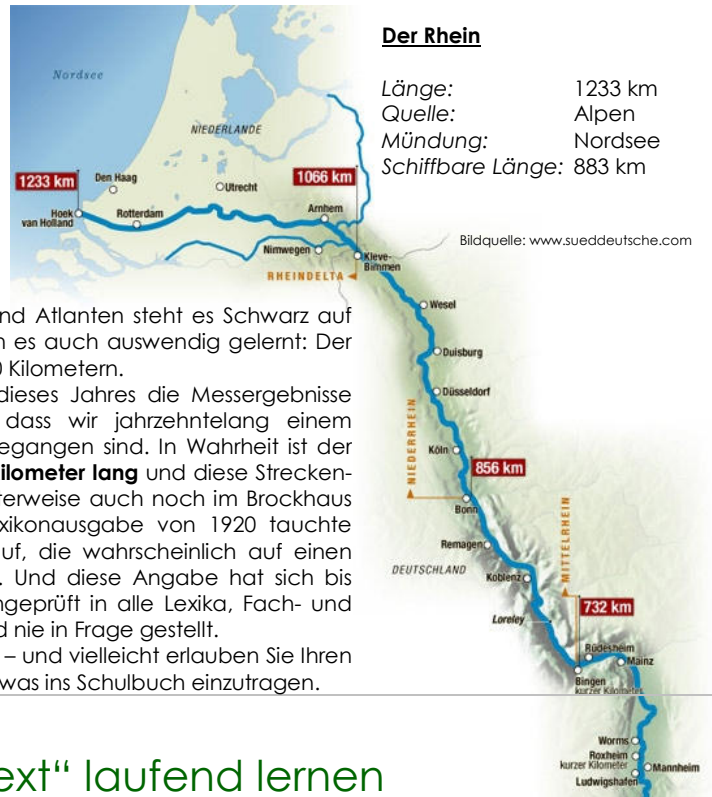 Der Rhein
Länge: 1233 km
Quelle: Alpen
Mündung: Nordsee
Schiffbare Länge: 883 km
Bildquelle: www.sueddeutsche.com
Nordsee
NIEDERLANDE
1233 km
Den Haag
Utrecht
1066 km
Hoek van Holland
Rotterdam
Arnhem
Nimwegen
Kleve-Bimmen
RHEINDELTA
Wesel
Duisburg
Düsseldorf
NIEDERRHEIN
Köln
856 km
Bonn
MITTELRHEIN
Remagen
DEUTSCHLAND
Koblenz
732 km
Loreley
Rüdesheim
Mainz
Bingen
kurzer Kilometer
Worms
Roxheim
kurzer Kilometer
Mannheim
Ludwigshafen
nd Atlanten steht es Schwarz auf
n es auch auswendig gelernt: Der
0 Kilometern.
dieses Jahres die Messergebnisse
dass wir jahrzehntelang einem
egangen sind. In Wahrheit ist der
ilometer lang und diese Strecken-
terweise auch noch im Brockhaus
exikonausgabe von 1920 tauchte
uf, die wahrscheinlich auf einen
. Und diese Angabe hat sich bis
ngeprüft in alle Lexika, Fach- und
d nie in Frage gestellt.
– und vielleicht erlauben Sie Ihren
was ins Schulbuch einzutragen.
ext“ laufend lernen